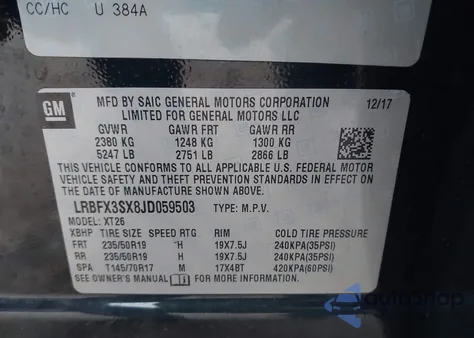 CC/HC U 384A
GM
MFD BY SAIC GENERAL MOTORS CORPORATION 12/17
LIMITED FOR GENERAL MOTORS LLC
GVWR GAWR FRT GAWR RR
2380 KG 1248 KG 1300 KG
5247 LB 2751 LB 2866 LB
THIS VEHICLE CONFORMS TO ALL APPLICABLE U.S. FEDERAL MOTOR
VEHICLE SAFETY AND THEFT PREVENTION STANDARDS IN EFFECT ON
THE DATE OF MANUFACTURE SHOWN ABOVE.
LRBFX3SX8JD059503 TYPE: M.P.V.
MODEL: XT26
XBHP TIRE SIZE SPEED RTG RIM COLD TIRE PRESSURE
FRT 235/50R19 H 19X7.5J 240KPA(35PSI)
RR 235/50R19 H 19X7.5J 240KPA(35PSI)
SPA T145/70R17 M 17X4BT 420KPA(60PSI)
SEE OWNER'S MANUAL FOR MORE INFORMATION.
autoSnap